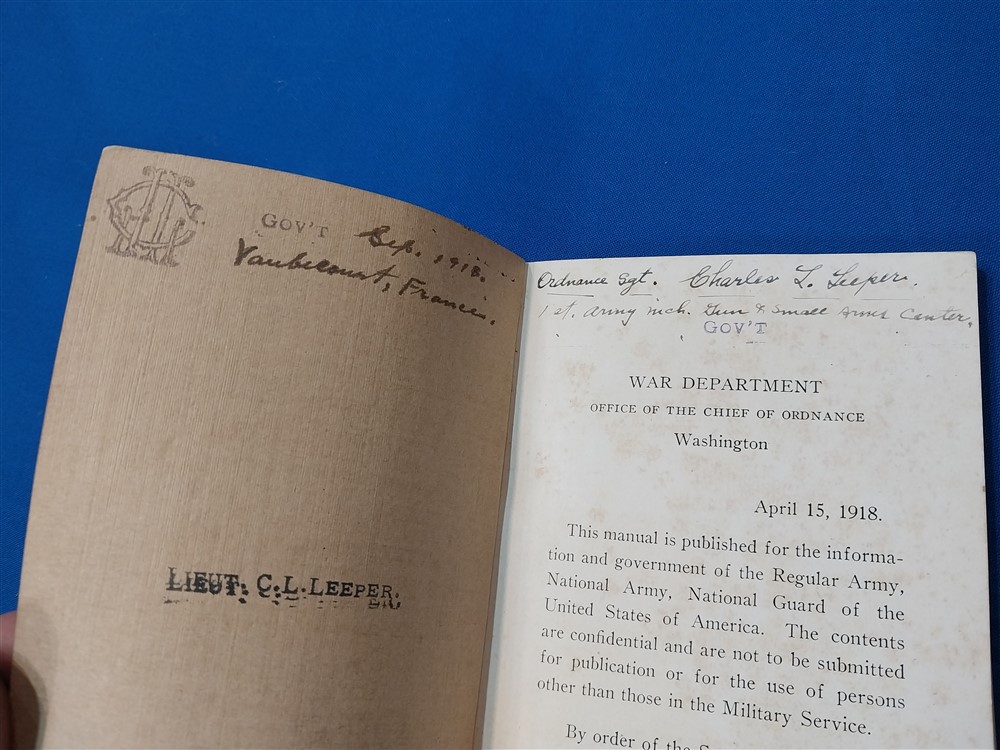 GOV'T Sep. 1918.
Vaubecourt, France.
LIEUT. C.L.LEEPER.
Ordnance Sgt. Charles L. Leeper.
1st. Army Mch. Gun & Small Arms Center.
GOV'T
WAR DEPARTMENT
OFFICE OF THE CHIEF OF ORDNANCE
Washington
April 15, 1918.
This manual is published for the informa-
tion and government of the Regular Army,
National Army, National Guard of the
United States of America. The contents
are confidential and are not to be submitted
for publication or for the use of persons
other than those in the Military Service.
By order of the